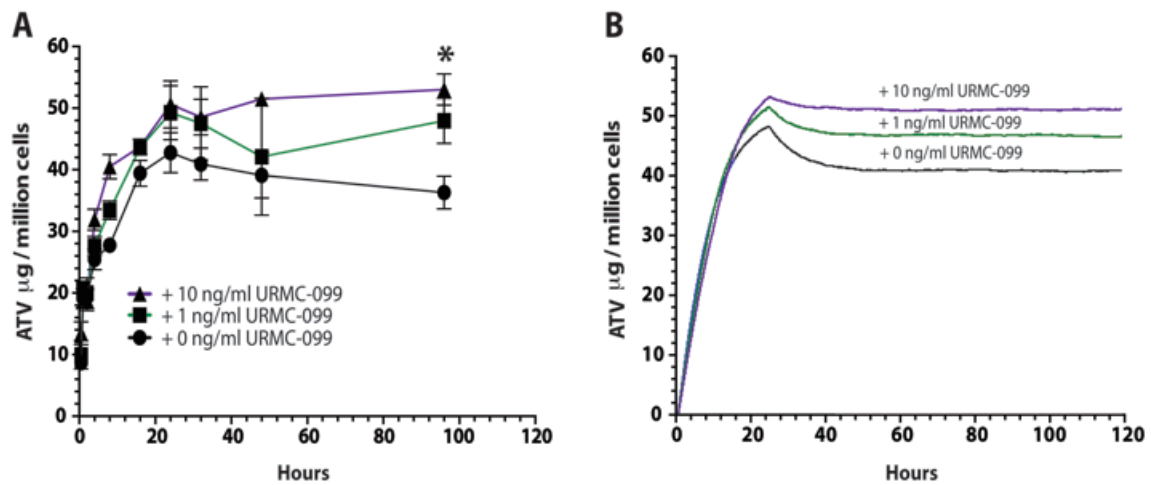 A
*
60
50
40
30
20
10
0
ATV µg / million cells
+ 10 ng/ml URMC-099
+ 1 ng/ml URMC-099
+ 0 ng/ml URMC-099
0 20 40 60 80 100 120
Hours
B
60
50
40
30
20
10
0
ATV µg / million cells
+ 10 ng/ml URMC-099
+ 1 ng/ml URMC-099
+ 0 ng/ml URMC-099
0 20 40 60 80 100 120
Hours